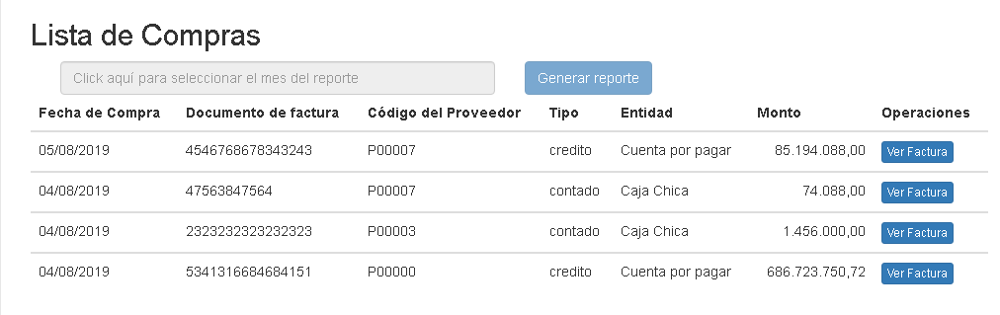 Lista de Compras
Click aquí para seleccionar el mes del reporte Generar reporte
Fecha de Compra Documento de factura Código del Proveedor Tipo Entidad Monto Operaciones
05/08/2019 4546768678343243 P00007 credito Cuenta por pagar 85.194.088,00 Ver Factura
04/08/2019 47563847564 P00007 contado Caja Chica 74.088,00 Ver Factura
04/08/2019 2323232323232323 P00003 contado Caja Chica 1.456.000,00 Ver Factura
04/08/2019 5341316684684151 P00000 credito Cuenta por pagar 686.723.750,72 Ver Factura